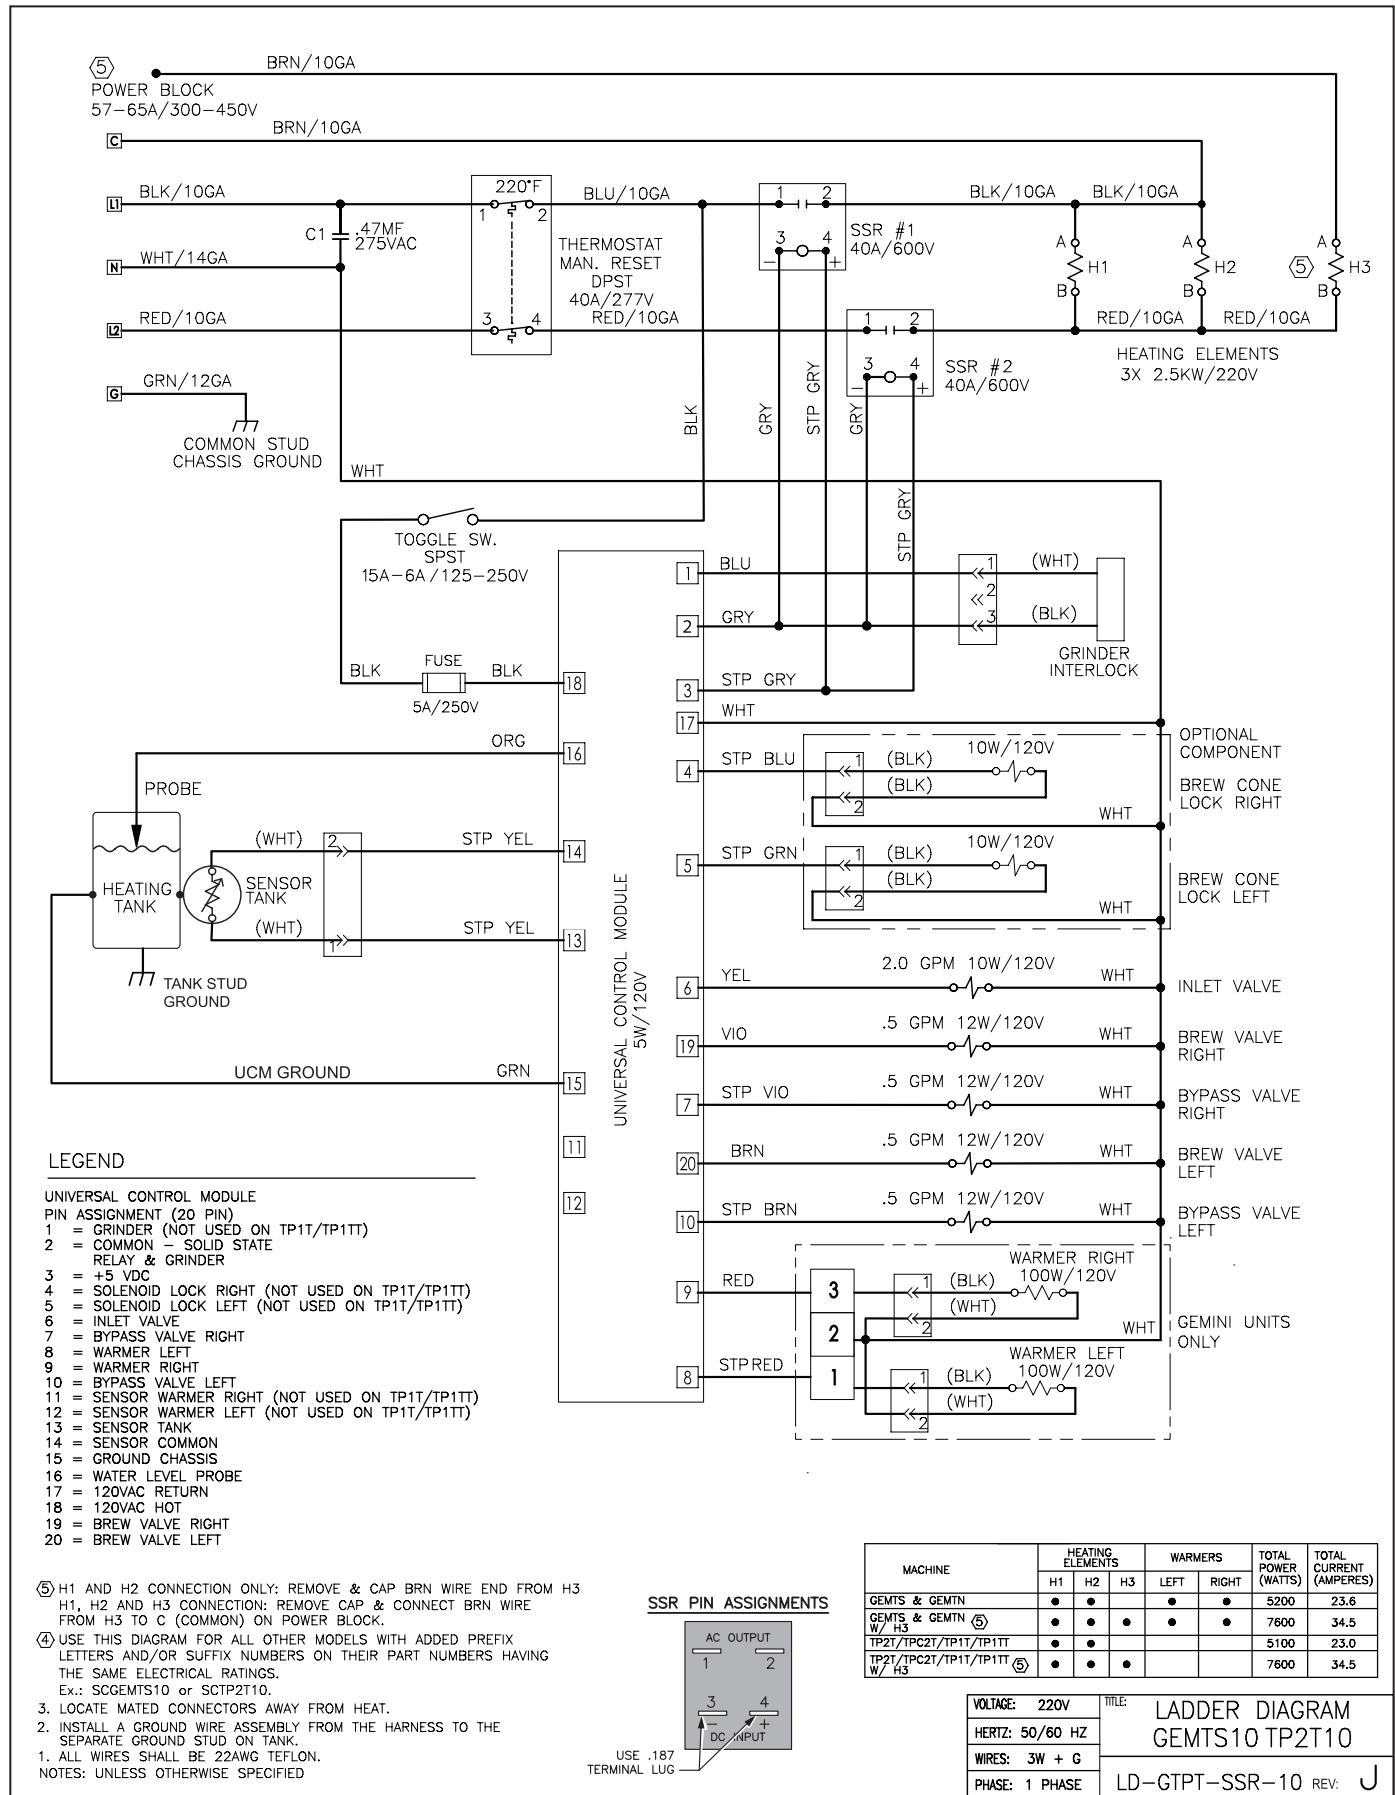 5
BRN/10GA
POWER BLOCK
57-65A/300-450V
BRN/10GA
C
L1 BLK/10GA
220°F
1 2
BLU/10GA
1 2
BLK/10GA BLK/10GA
C1 .47MF
275VAC
SSR #1
40A/600V
3 4
- +
THERMOSTAT
MAN. RESET
DPST
40A/277V
A H1 B
A H2 B
5 A H3 B
N WHT/14GA
L2 RED/10GA
3 4
RED/10GA
1 2
RED/10GA RED/10GA
HEATING ELEMENTS
3X 2.5KW/220V
SSR #2
40A/600V
3 4
- +
G GRN/12GA
COMMON STUD
CHASSIS GROUND
BLK
GRY
STP GRY
GRY
STP GRY
WHT
TOGGLE SW.
SPST
15A-6A/125-250V
1 BLU
1 (WHT)
2
2 GRY
3 (BLK)
GRINDER
INTERLOCK
BLK FUSE BLK 18
5A/250V
3 STP GRY
17 WHT
ORG 16
PROBE
OPTIONAL
COMPONENT
4 STP BLU
1 (BLK) 10W/120V
2 (BLK)
BREW CONE
LOCK RIGHT
WHT
(WHT) 2 STP YEL 14
HEATING
TANK
SENSOR
TANK
(WHT) 1 STP YEL 13
5 STP GRN
1 (BLK) 10W/120V
2 (BLK)
BREW CONE
LOCK LEFT
WHT
TANK STUD
GROUND
UNIVERSAL CONTROL MODULE
5W/120V
6 YEL 2.0 GPM 10W/120V WHT INLET VALVE
19 VIO .5 GPM 12W/120V WHT BREW VALVE
RIGHT
UCM GROUND GRN 15
7 STP VIO .5 GPM 12W/120V WHT BYPASS VALVE
RIGHT
11
20 BRN .5 GPM 12W/120V WHT BREW VALVE
LEFT
12
10 STP BRN .5 GPM 12W/120V WHT BYPASS VALVE
LEFT
9 RED
3
1 (BLK) WARMER RIGHT
100W/120V
2 (WHT)
2
WHT GEMINI UNITS
ONLY
8 STP RED
1
1 (BLK) WARMER LEFT
100W/120V
2 (WHT)
LEGEND
UNIVERSAL CONTROL MODULE
PIN ASSIGNMENT (20 PIN)
1 = GRINDER (NOT USED ON TP1T/TP1TT)
2 = COMMON - SOLID STATE
RELAY & GRINDER
3 = +5 VDC
4 = SOLENOID LOCK RIGHT (NOT USED ON TP1T/TP1TT)
5 = SOLENOID LOCK LEFT (NOT USED ON TP1T/TP1TT)
6 = INLET VALVE
7 = BYPASS VALVE RIGHT
8 = WARMER LEFT
9 = WARMER RIGHT
10 = BYPASS VALVE LEFT
11 = SENSOR WARMER RIGHT (NOT USED ON TP1T/TP1TT)
12 = SENSOR WARMER LEFT (NOT USED ON TP1T/TP1TT)
13 = SENSOR TANK
14 = SENSOR COMMON
15 = GROUND CHASSIS
16 = WATER LEVEL PROBE
17 = 120VAC RETURN
18 = 120VAC HOT
19 = BREW VALVE RIGHT
20 = BREW VALVE LEFT
5 H1 AND H2 CONNECTION ONLY: REMOVE & CAP BRN WIRE END FROM H3
H1, H2 AND H3 CONNECTION: REMOVE CAP & CONNECT BRN WIRE
FROM H3 TO C (COMMON) ON POWER BLOCK.
4 USE THIS DIAGRAM FOR ALL OTHER MODELS WITH ADDED PREFIX
LETTERS AND/OR SUFFIX NUMBERS ON THEIR PART NUMBERS HAVING
THE SAME ELECTRICAL RATINGS.
Ex.: SCGEMTS10 or SCTP2T10.
3. LOCATE MATED CONNECTORS AWAY FROM HEAT.
2. INSTALL A GROUND WIRE ASSEMBLY FROM THE HARNESS TO THE
SEPARATE GROUND STUD ON TANK.
1. ALL WIRES SHALL BE 22AWG TEFLON.
NOTES: UNLESS OTHERWISE SPECIFIED
SSR PIN ASSIGNMENTS
AC OUTPUT
1 2
3 4
- +
DC INPUT
USE .187
TERMINAL LUG
MACHINE HEATING ELEMENTS WARMERS TOTAL POWER (WATTS) TOTAL CURRENT (AMPERES)
H1 H2 H3 LEFT RIGHT
GEMTS & GEMTN ● ● ● ● 5200 23.6
GEMTS & GEMTN 5 W/ H3 ● ● ● ● ● 7600 34.5
TP2T/TPC2T/TP1T/TP1TT ● ● 5100 23.0
TP2T/TPC2T/TP1T/TP1TT W/ H3 5 ● ● ● 7600 34.5
VOLTAGE: 220V
HERTZ: 50/60 HZ
WIRES: 3W + G
PHASE: 1 PHASE
TITLE: LADDER DIAGRAM
GEMTS10 TP2T10
LD-GTPT-SSR-10 REV: J